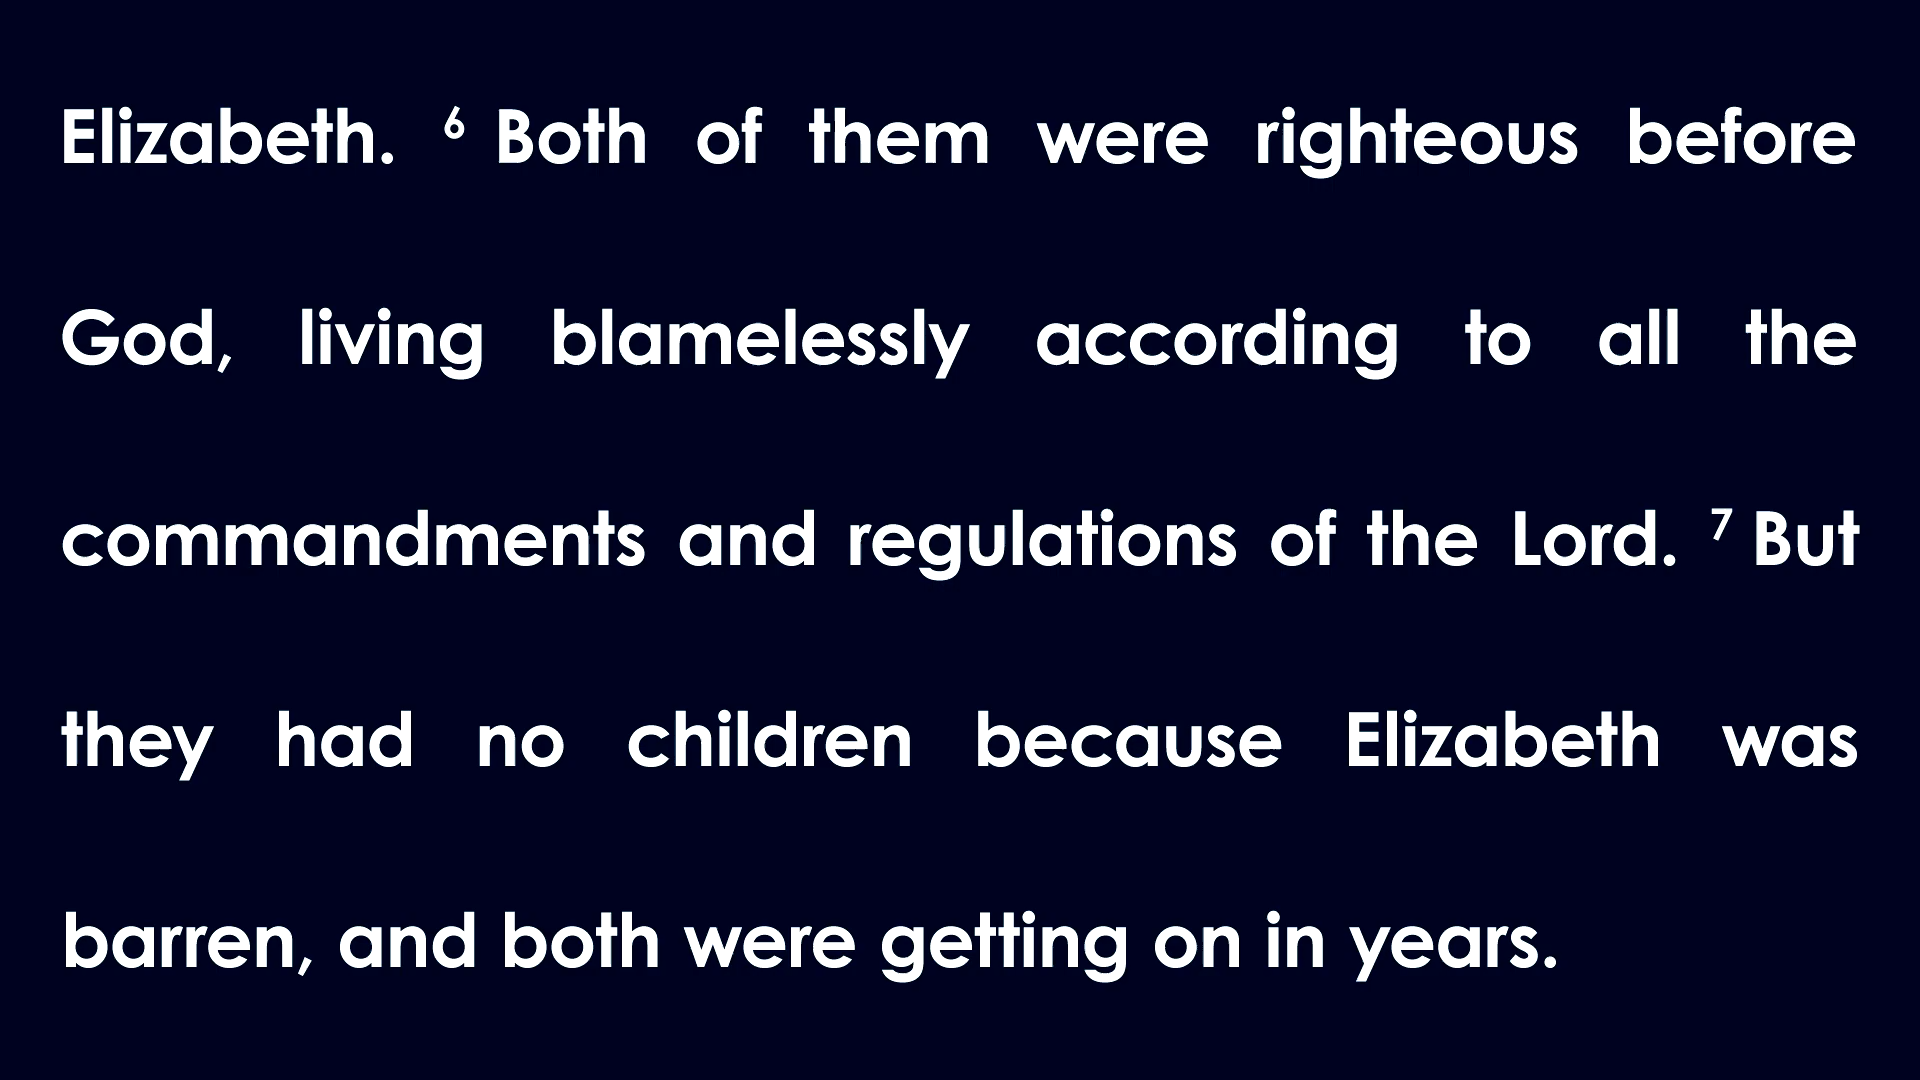 Elizabeth. ⁶ Both of them were righteous before
God, living blamelessly according to all the
commandments and regulations of the Lord. ⁷ But
they had no children because Elizabeth was
barren, and both were getting on in years.